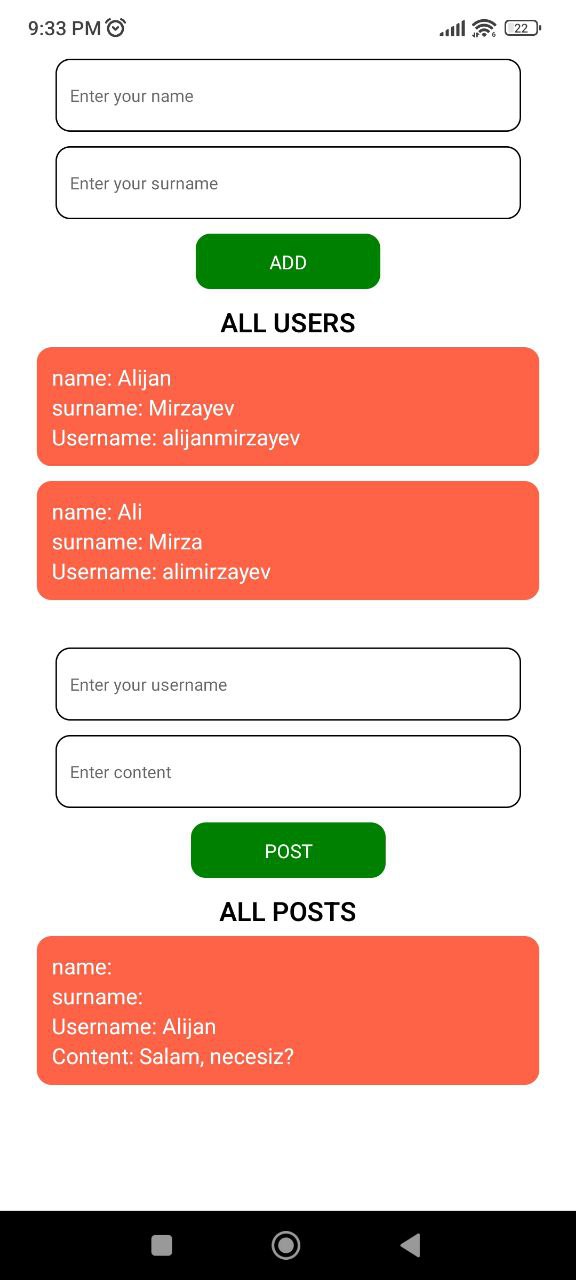 9:33 PM
6
22
Enter your name
Enter your surname
ADD
ALL USERS
name: Alijan
surname: Mirzayev
Username: alijanmirzayev
name: Ali
surname: Mirza
Username: alimirzayev
Enter your username
Enter content
POST
ALL POSTS
name:
surname:
Username: Alijan
Content: Salam, necesiz?